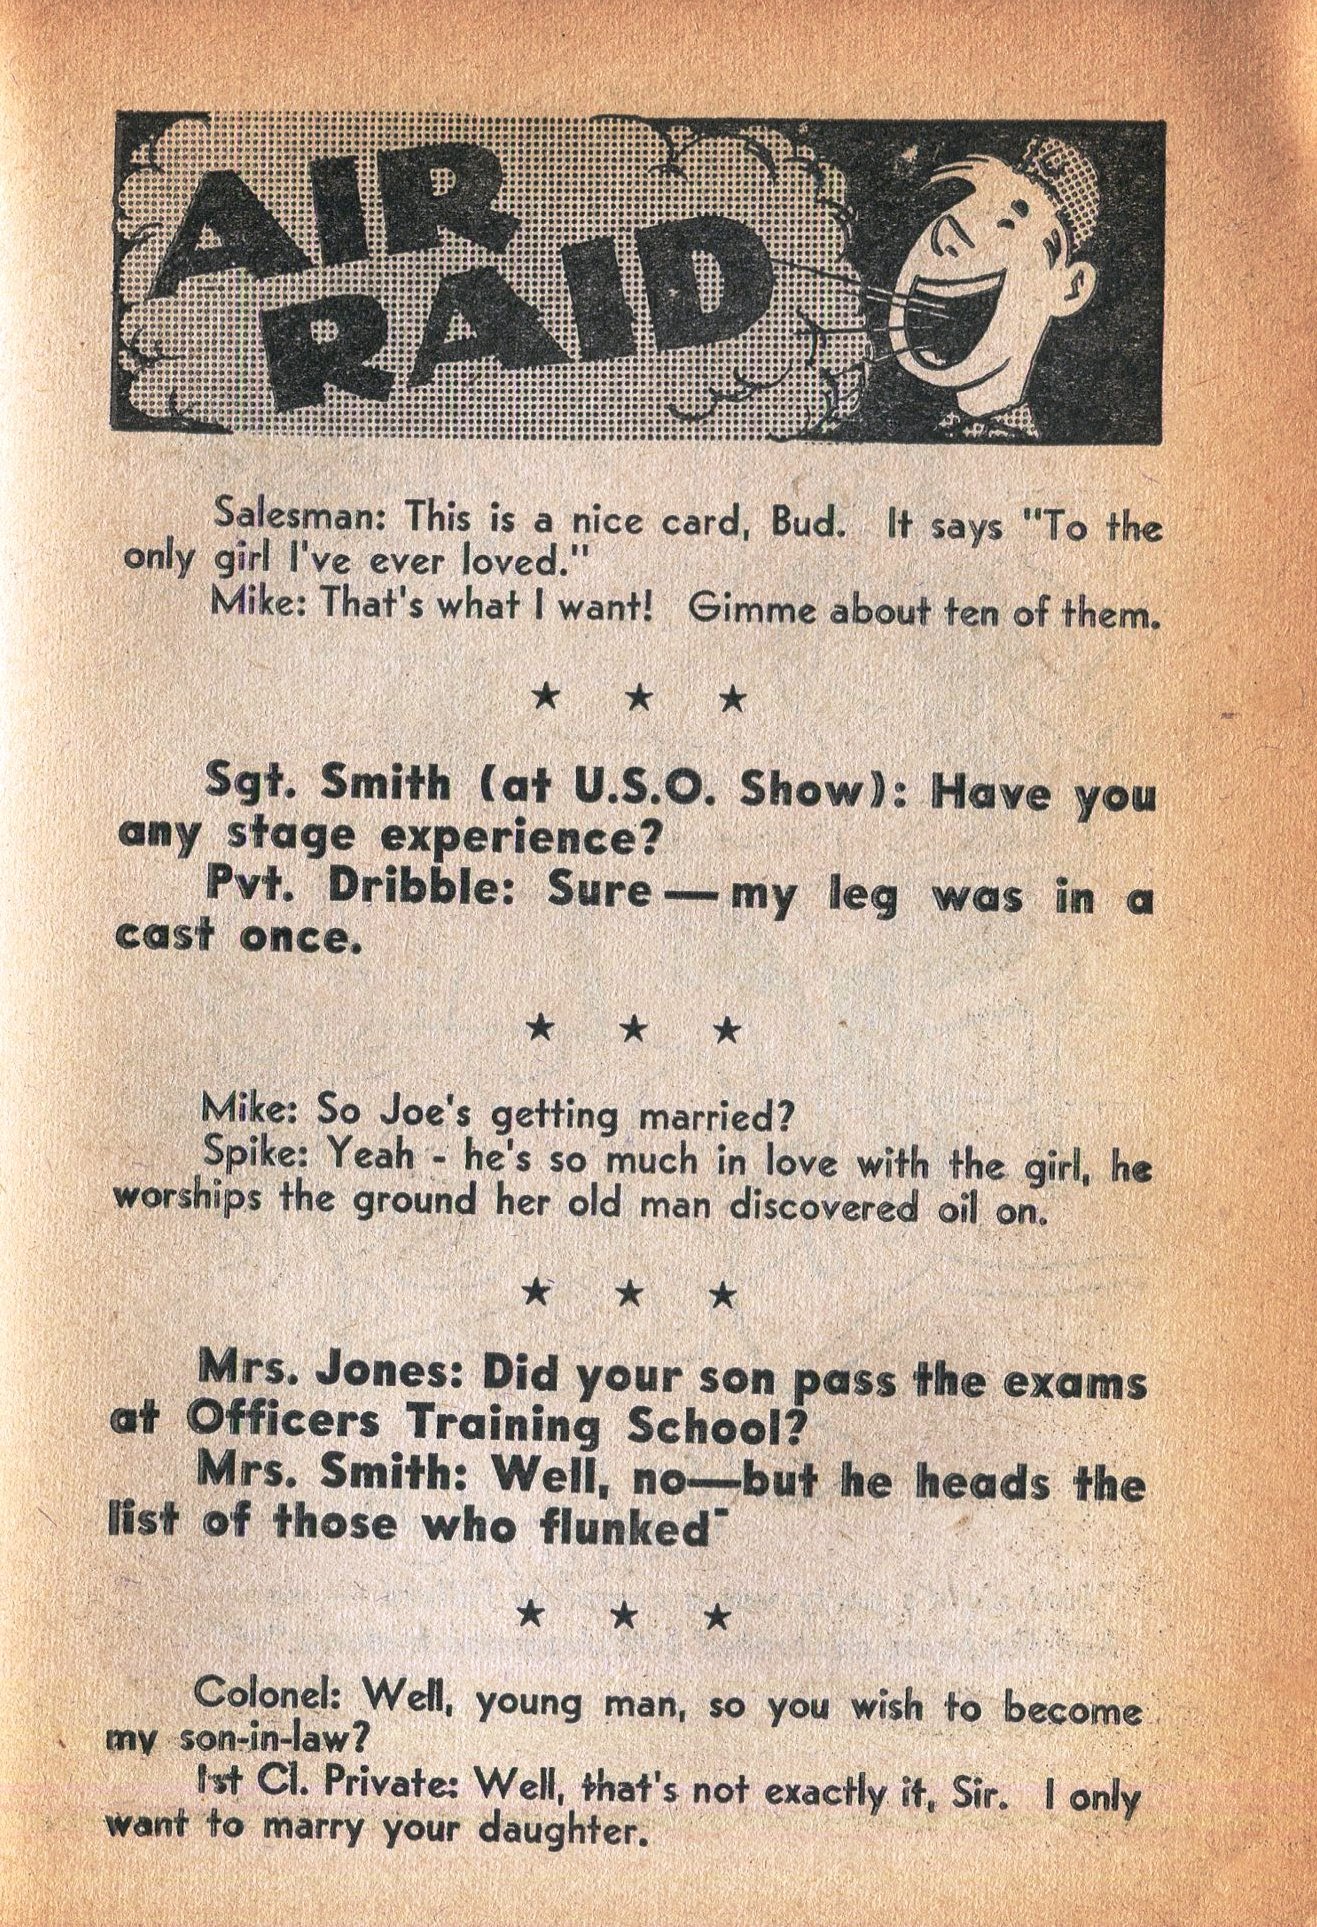 AIR
RAID
Salesman: This is a nice card, Bud. It says "To the
only girl I've ever loved."
Mike: That's what I want! Gimme about ten of them.
★ ★ ★
Sgt. Smith (at U.S.O. Show): Have you
any stage experience?
Pvt. Dribble: Sure — my leg was in a
cast once.
★ ★ ★
Mike: So Joe's getting married?
Spike: Yeah - he's so much in love with the girl, he
worships the ground her old man discovered oil on.
★ ★ ★
Mrs. Jones: Did your son pass the exams
at Officers Training School?
Mrs. Smith: Well, no—but he heads the
list of those who flunked"
★ ★ ★
Colonel: Well, young man, so you wish to become
my son-in-law?
1st Cl. Private: Well, that's not exactly it, Sir. I only
want to marry your daughter.